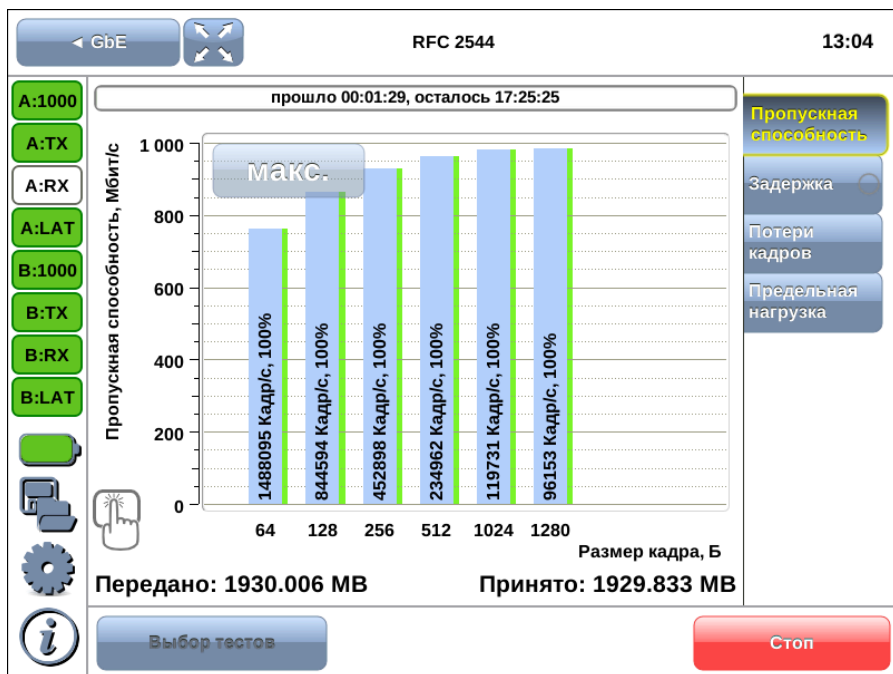 ◄ GbE
RFC 2544
13:04
A:1000
A:TX
A:RX
A:LAT
B:1000
B:TX
B:RX
B:LAT
прошло 00:01:29, осталось 17:25:25
Пропускная способность, Мбит/с
1 000
800
600
400
200
0
макс.
1488095 Кадр/с, 100%
844594 Кадр/с, 100%
452898 Кадр/с, 100%
234962 Кадр/с, 100%
119731 Кадр/с, 100%
96153 Кадр/с, 100%
64 128 256 512 1024 1280
Размер кадра, Б
Передано: 1930.006 MB
Принято: 1929.833 MB
Пропускная
способность
Задержка
Потери
кадров
Предельная
нагрузка
i
Выбор тестов
Стоп